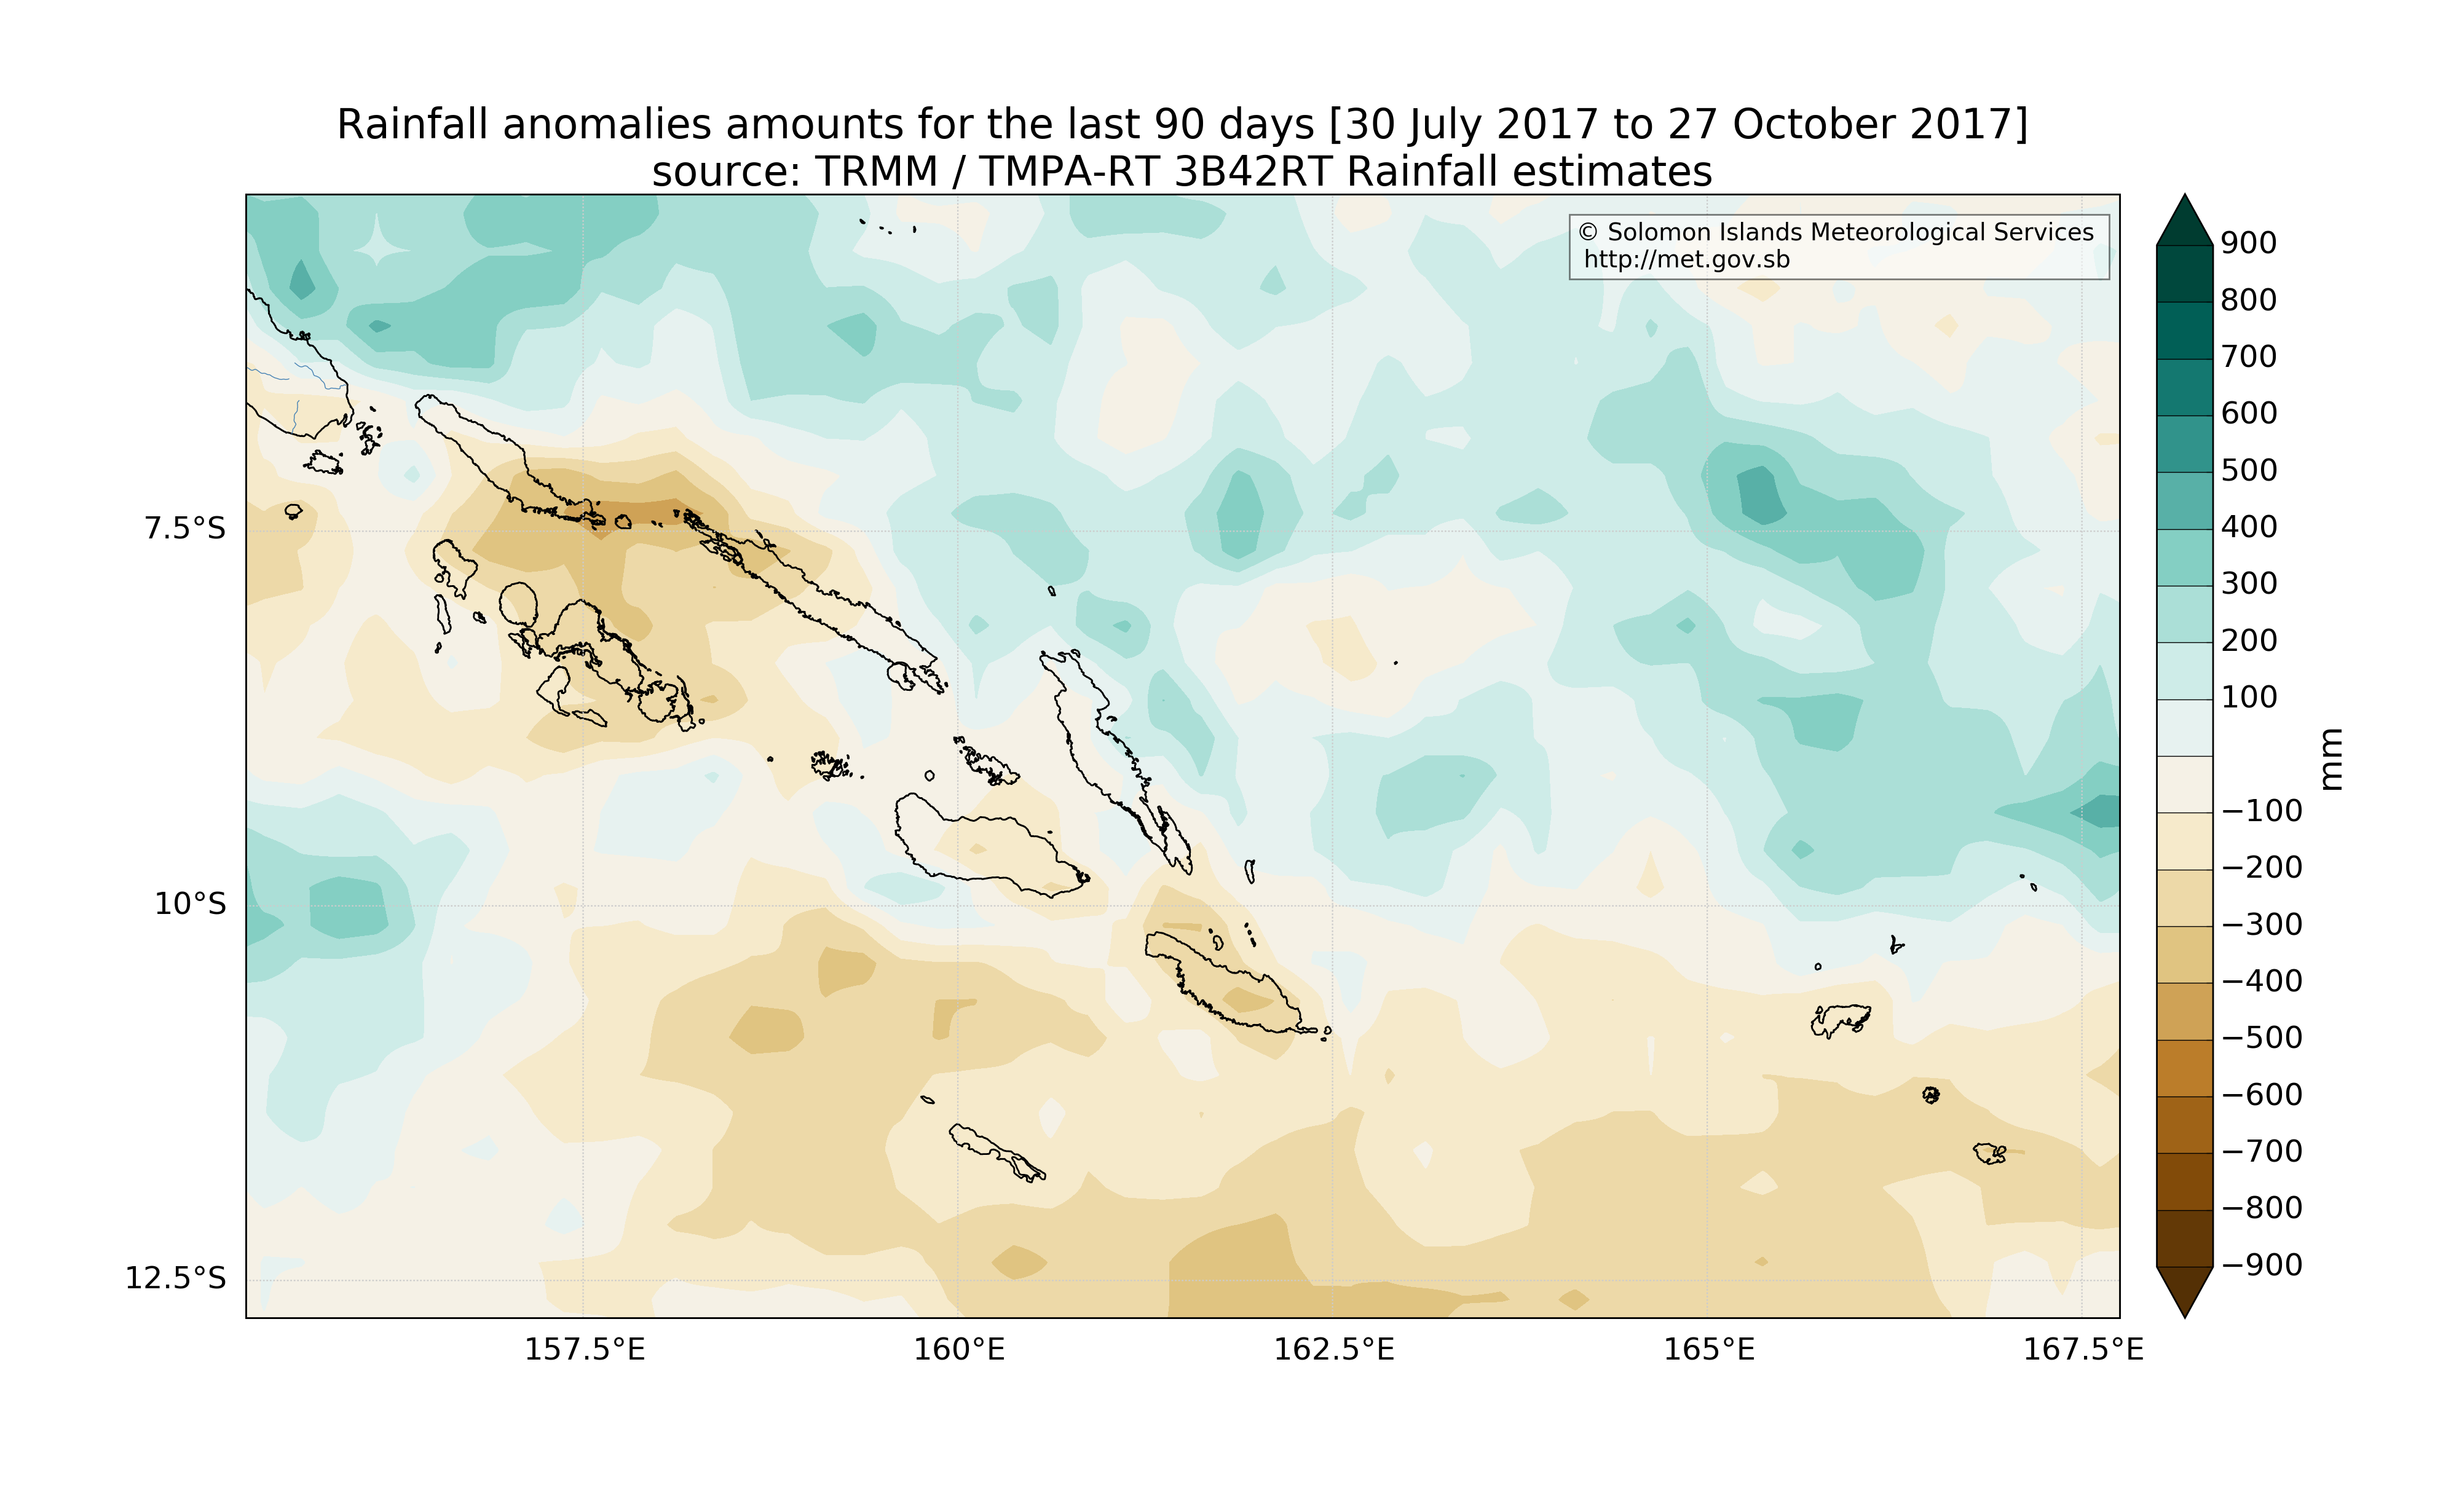 Rainfall anomalies amounts for the last 90 days [30 July 2017 to 27 October 2017]
source: TRMM / TMPA-RT 3B42RT Rainfall estimates
© Solomon Islands Meteorological Services
http://met.gov.sb
7.5°S
10°S
12.5°S
157.5°E
160°E
162.5°E
165°E
167.5°E
900
800
700
600
500
400
300
200
100
−100
−200
−300
−400
−500
−600
−700
−800
−900
mm